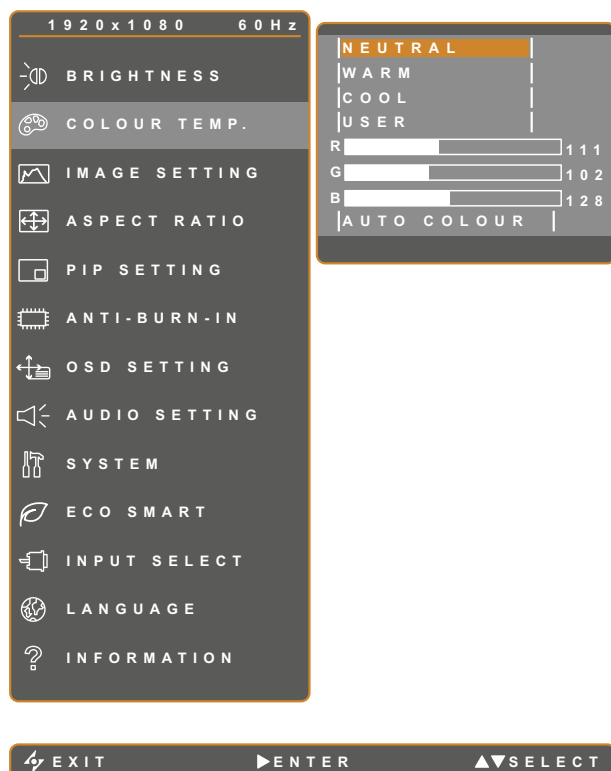 1920x1080 60Hz
BRIGHTNESS
COLOUR TEMP.
IMAGE SETTING
ASPECT RATIO
PIP SETTING
ANTI-BURN-IN
OSD SETTING
AUDIO SETTING
SYSTEM
ECO SMART
INPUT SELECT
LANGUAGE
INFORMATION
NEUTRAL
WARM
COOL
USER
R 111
G 102
B 128
AUTO COLOUR
EXIT ENTER SELECT